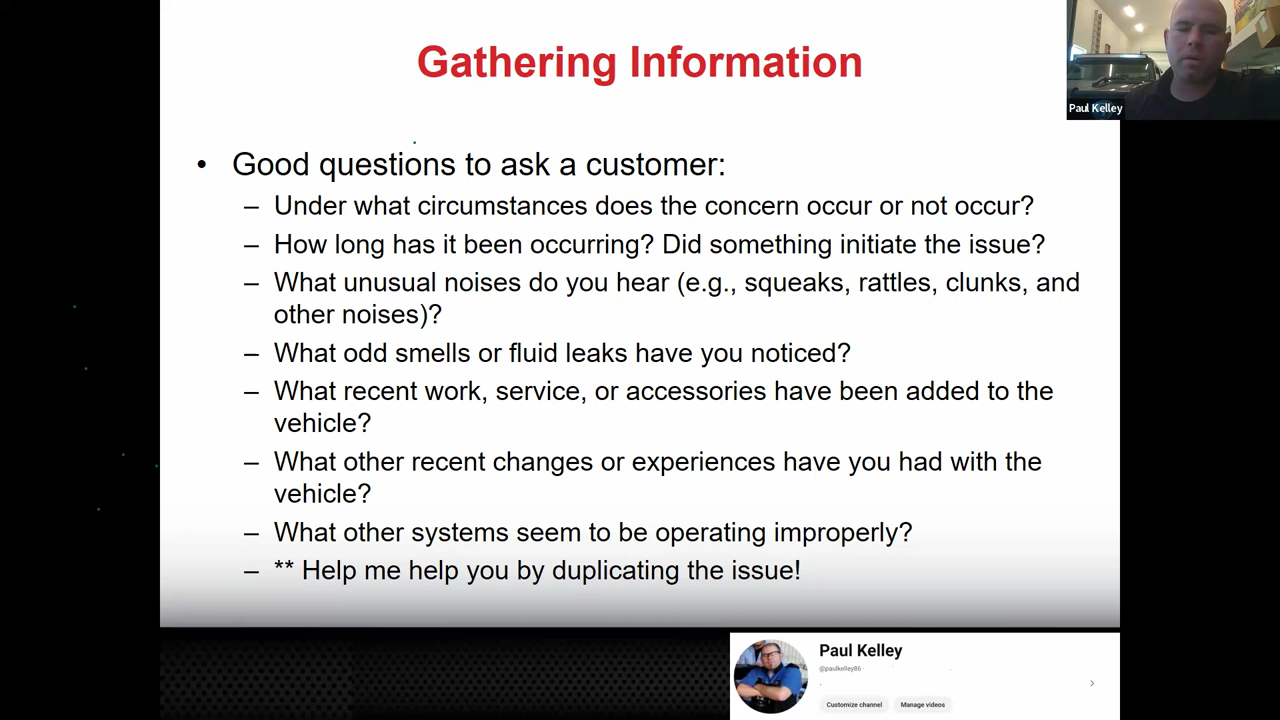 Gathering Information
Paul Kelley
• Good questions to ask a customer:
– Under what circumstances does the concern occur or not occur?
– How long has it been occurring? Did something initiate the issue?
– What unusual noises do you hear (e.g., squeaks, rattles, clunks, and
other noises)?
– What odd smells or fluid leaks have you noticed?
– What recent work, service, or accessories have been added to the
vehicle?
– What other recent changes or experiences have you had with the
vehicle?
– What other systems seem to be operating improperly?
– ** Help me help you by duplicating the issue!
Paul Kelley
@paulkelley86
Customize channel
Manage videos